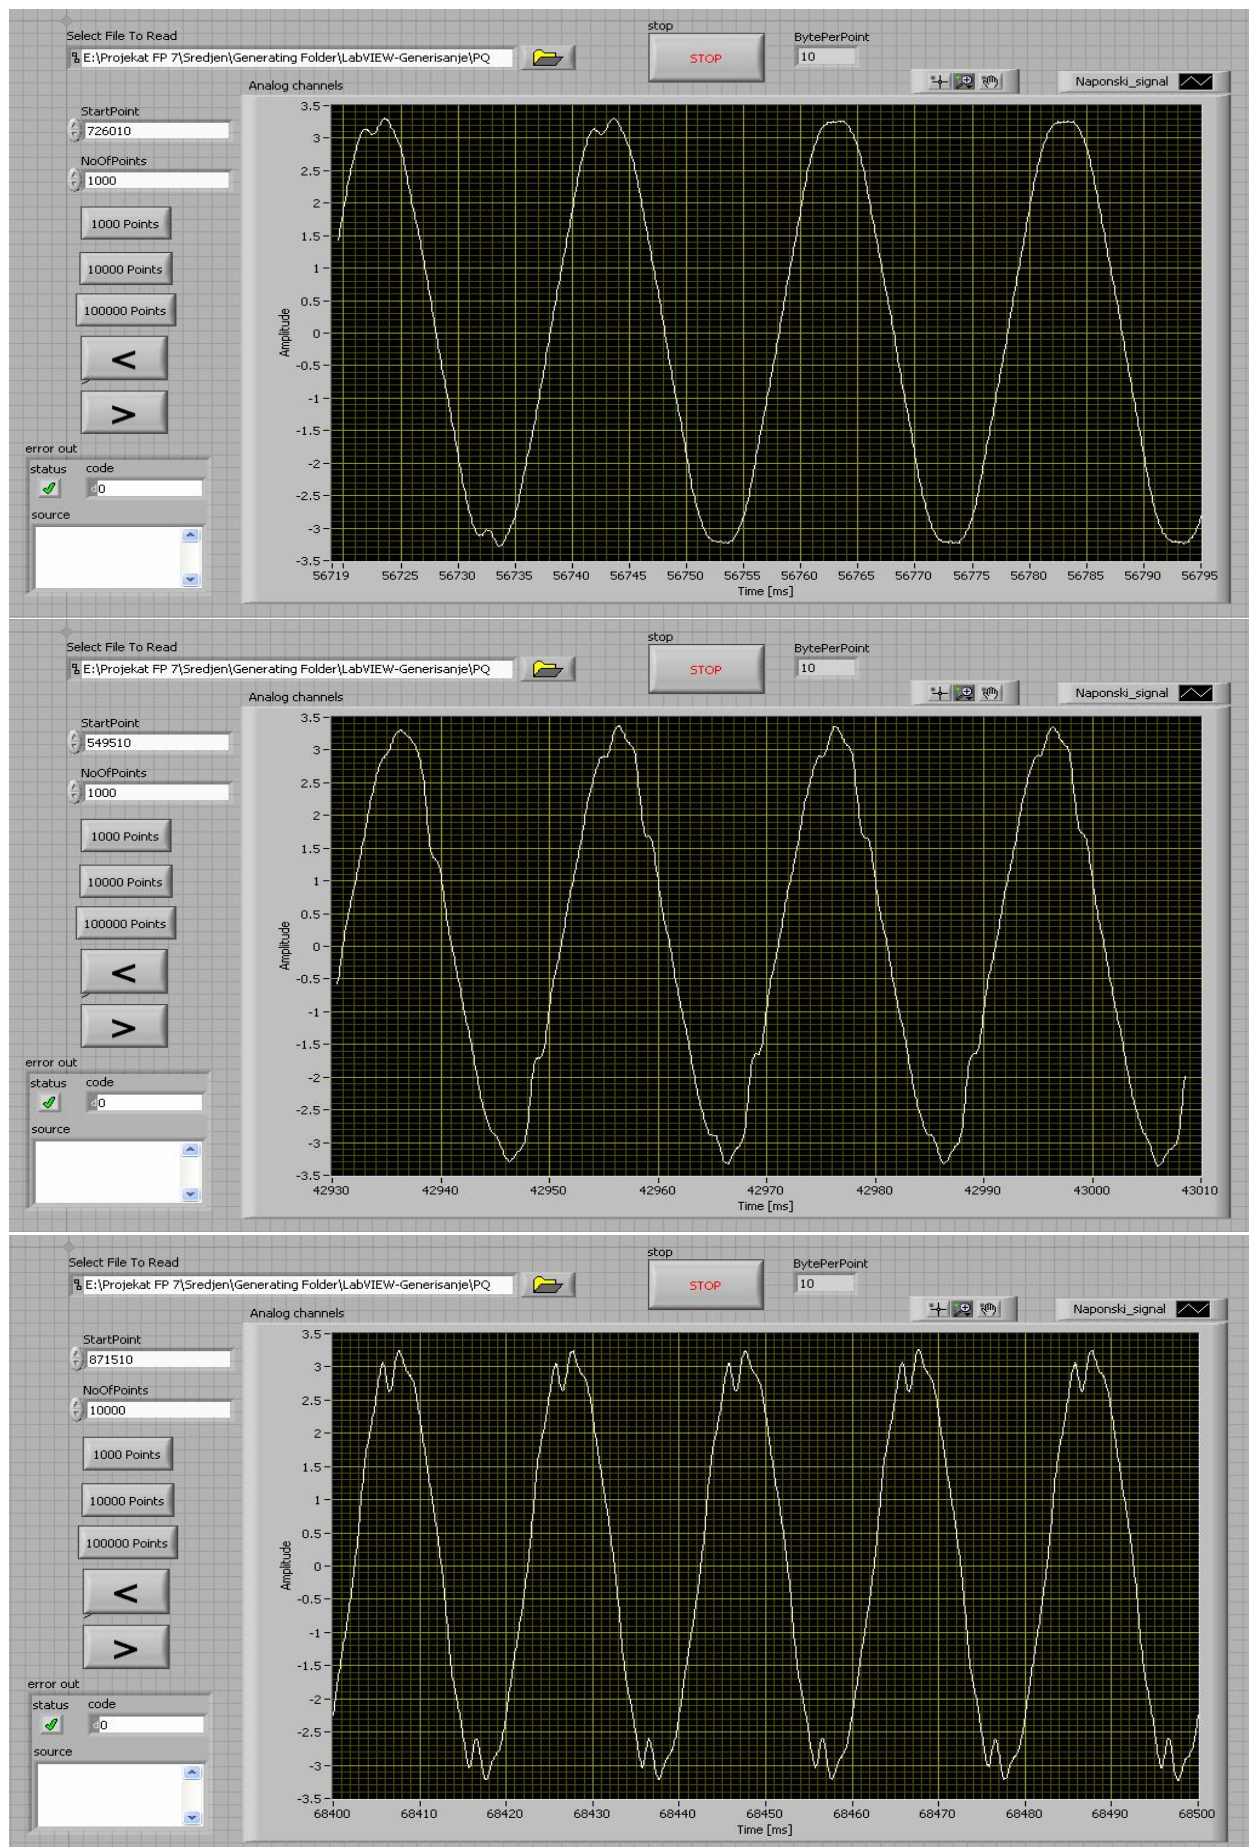 Select File To Read
E:\Projekat FP 7\Sredjen\Generating Folder\LabVIEW-Generisanje\PQ
stop
STOP
BytePerPoint
10
Analog channels
Naponski_signal
StartPoint
726010
NoOfPoints
1000
1000 Points
10000 Points
100000 Points
<
>
error out
status code
0
source
Amplitude
3.5
3
2.5
2
1.5
1
0.5
0
-0.5
-1
-1.5
-2
-2.5
-3
-3.5
56719 56725 56730 56735 56740 56745 56750 56755 56760 56765 56770 56775 56780 56785 56790 56795
Time [ms]
Select File To Read
E:\Projekat FP 7\Sredjen\Generating Folder\LabVIEW-Generisanje\PQ
stop
STOP
BytePerPoint
10
Analog channels
Naponski_signal
StartPoint
549510
NoOfPoints
1000
1000 Points
10000 Points
100000 Points
<
>
error out
status code
0
source
Amplitude
3.5
3
2.5
2
1.5
1
0.5
0
-0.5
-1
-1.5
-2
-2.5
-3
-3.5
42930 42940 42950 42960 42970 42980 42990 43000 43010
Time [ms]
Select File To Read
E:\Projekat FP 7\Sredjen\Generating Folder\LabVIEW-Generisanje\PQ
stop
STOP
BytePerPoint
10
Analog channels
Naponski_signal
StartPoint
871510
NoOfPoints
10000
1000 Points
10000 Points
100000 Points
<
>
error out
status code
0
source
Amplitude
3.5
3
2.5
2
1.5
1
0.5
0
-0.5
-1
-1.5
-2
-2.5
-3
-3.5
68400 68410 68420 68430 68440 68450 68460 68470 68480 68490 68500
Time [ms]